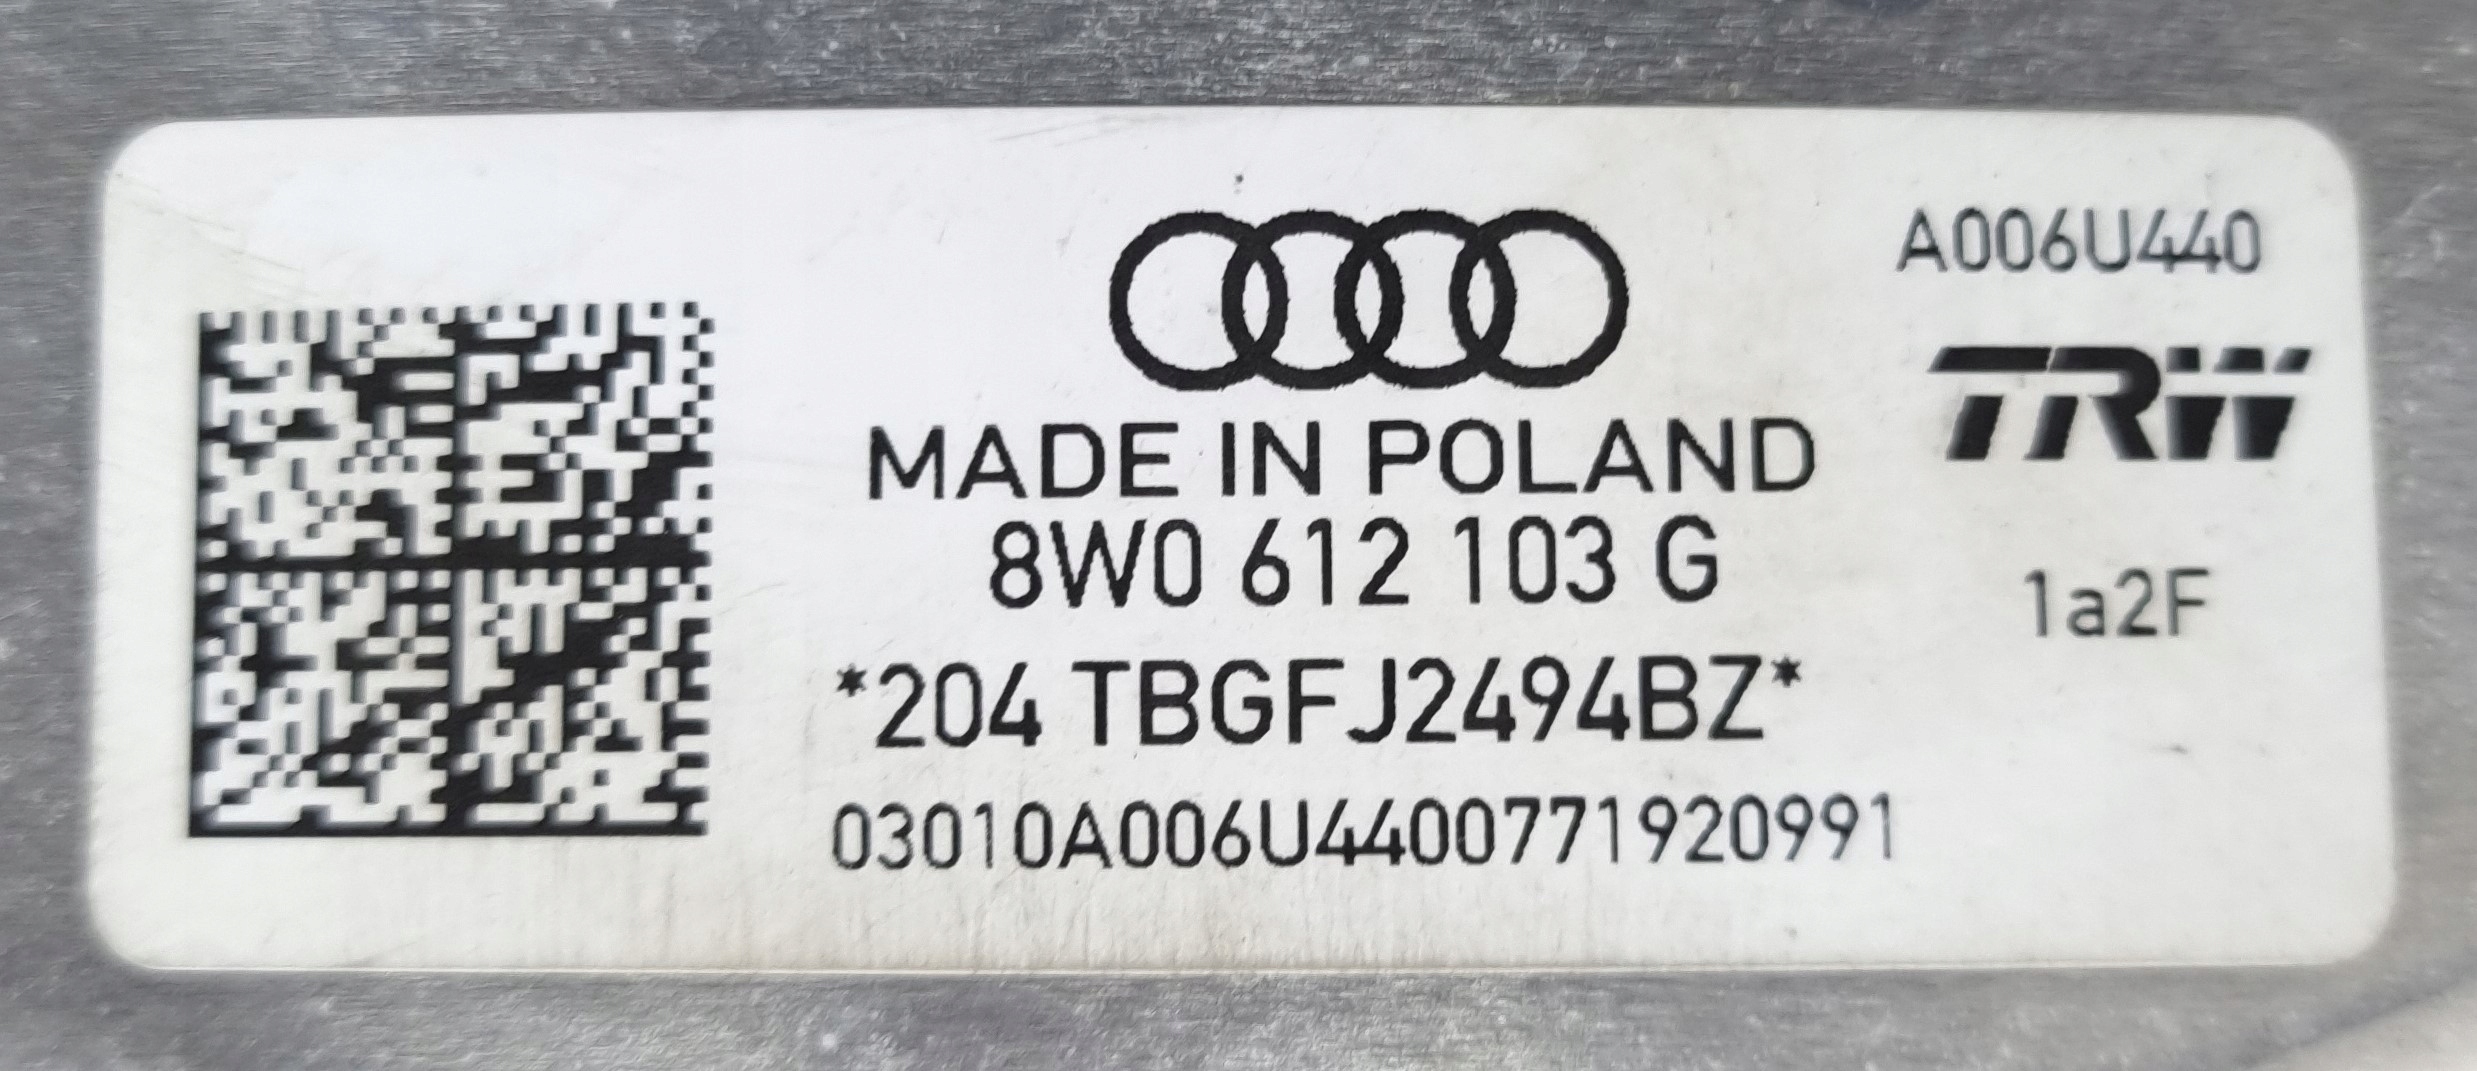 A006U440
TRW
MADE IN POLAND
8W0 612 103 G
1a2F
*204 TBGFJ2494BZ*
03010A006U4400771920991